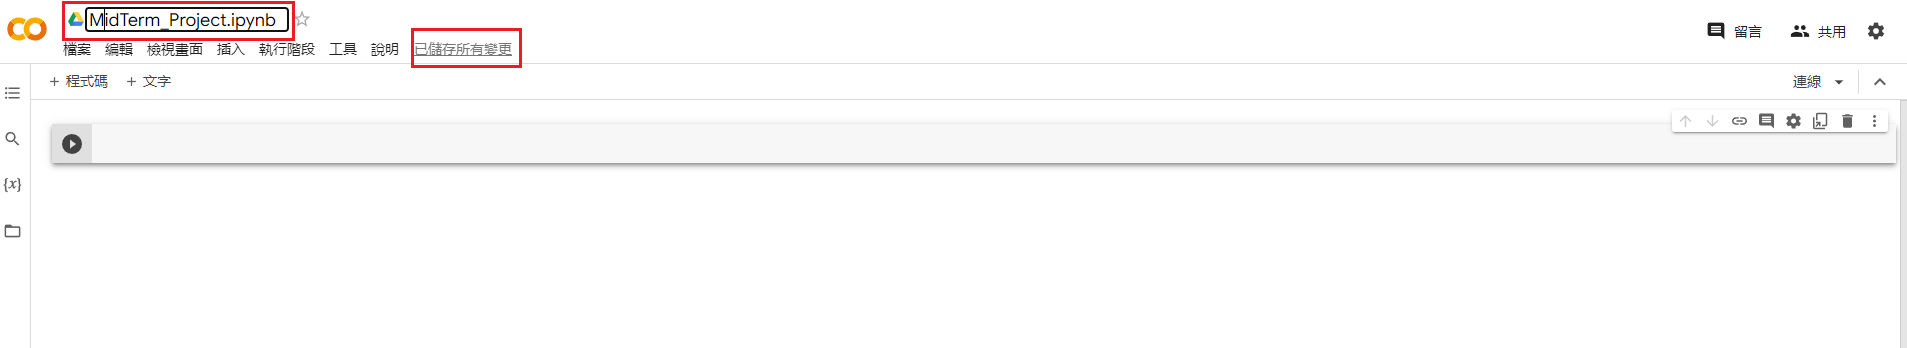 MidTerm_Project.ipynb
檔案 編輯 檢視畫面 插入 執行階段 工具 說明 已儲存所有變更
留言 共用
+ 程式碼 + 文字
連線
{x}